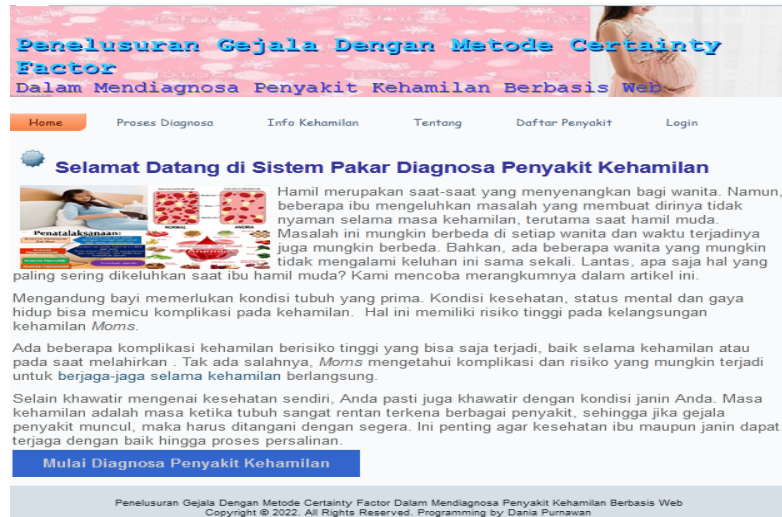 Penelusuran Gejala Dengan Metode Certainty
Factor
Dalam Mendiagnosa Penyakit Kehamilan Berbasis Web
Home Proses Diagnosa Info Kehamilan Tentang Daftar Penyakit Login
Selamat Datang di Sistem Pakar Diagnosa Penyakit Kehamilan
Penatalaksanaan:
NORMAL
Hamil merupakan saat-saat yang menyenangkan bagi wanita. Namun,
beberapa ibu mengeluhkan masalah yang membuat dirinya tidak
nyaman selama masa kehamilan, terutama saat hamil muda.
Masalah ini mungkin berbeda di setiap wanita dan waktu terjadinya
juga mungkin berbeda. Bahkan, ada beberapa wanita yang mungkin
tidak mengalami keluhan ini sama sekali. Lantas, apa saja hal yang
paling sering dikeluhkan saat ibu hamil muda? Kami mencoba merangkumnya dalam artikel ini.
Mengandung bayi memerlukan kondisi tubuh yang prima. Kondisi kesehatan, status mental dan gaya
hidup bisa memicu komplikasi pada kehamilan. Hal ini memiliki risiko tinggi pada kelangsungan
kehamilan Moms.
Ada beberapa komplikasi kehamilan berisiko tinggi yang bisa saja terjadi, baik selama kehamilan atau
pada saat melahirkan . Tak ada salahnya, Moms mengetahui komplikasi dan risiko yang mungkin terjadi
untuk berjaga-jaga selama kehamilan berlangsung.
Selain khawatir mengenai kesehatan sendiri, Anda pasti juga khawatir dengan kondisi janin Anda. Masa
kehamilan adalah masa ketika tubuh sangat rentan terkena berbagai penyakit, sehingga jika gejala
penyakit muncul, maka harus ditangani dengan segera. Ini penting agar kesehatan ibu maupun janin dapat
terjaga dengan baik hingga proses persalinan.
Mulai Diagnosa Penyakit Kehamilan
Penelusuran Gejala Dengan Metode Certainty Factor Dalam Mendiagnosa Penyakit Kehamilan Berbasis Web
Copyright © 2022. All Rights Reserved. Programming by Dania Purnawan